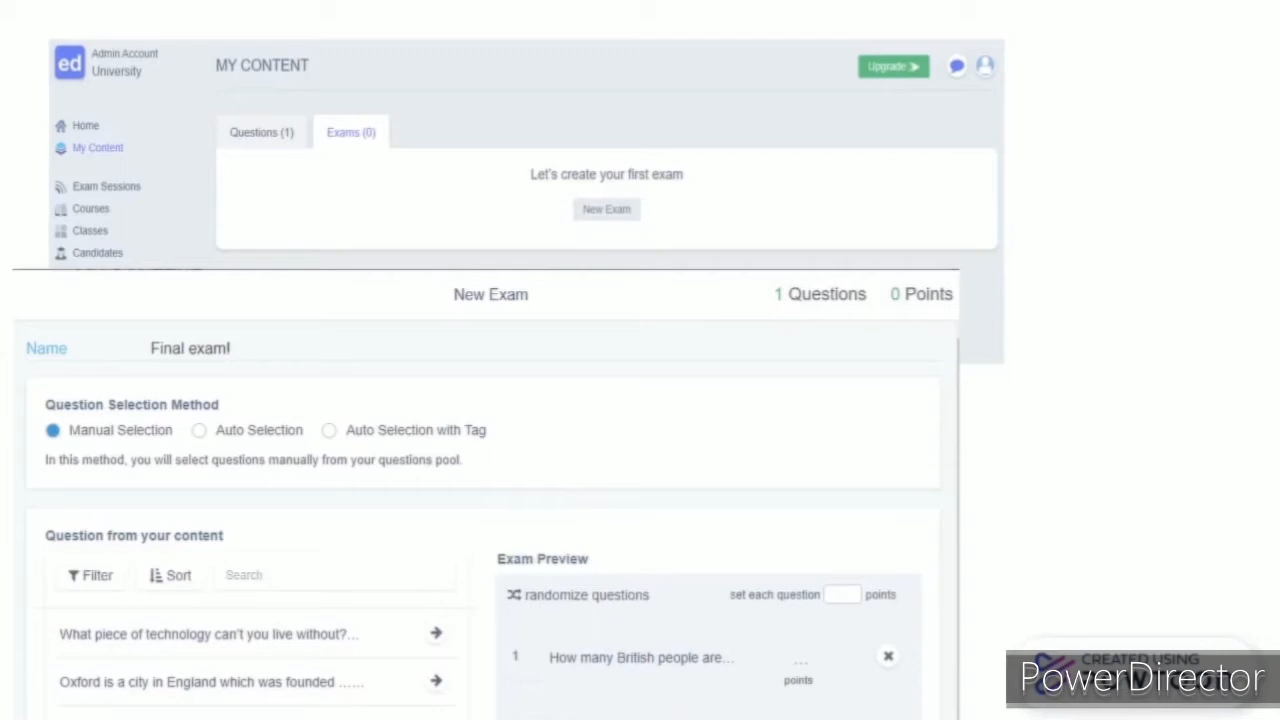 ed
Admin Account
University
MY CONTENT
Upgrade
Home
My Content
Exam Sessions
Courses
Classes
Candidates
Questions (1)
Exams (0)
Let's create your first exam
New Exam
New Exam
1 Questions
0 Points
Name
Final exam!
Question Selection Method
Manual Selection
Auto Selection
Auto Selection with Tag
In this method, you will select questions manually from your questions pool.
Question from your content
Filter
Sort
Search
What piece of technology can't you live without?...
Oxford is a city in England which was founded ......
Exam Preview
randomize questions
set each question
points
1
How many British people are...
...
points
CREATED USING
PowerDirector